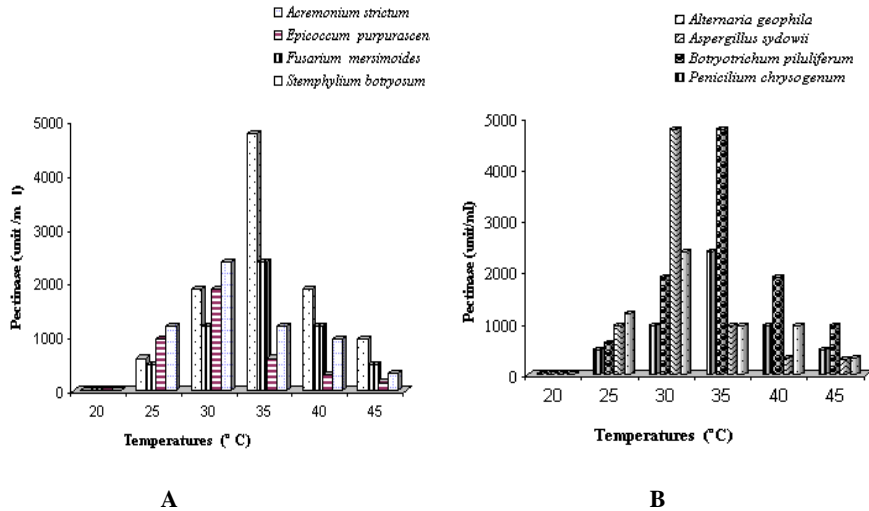 Acremonium strictum
Epicoccum purpurascen
Fusarium mersimoides
Stemphylium botryosum
5000
4000
3000
2000
1000
0
Pectinase (unit /m l)
20 25 30 35 40 45
Temperatures (° C)
A
Alternaria geophila
Aspergillus sydowii
Botryotrichum piluliferum
Penicilium chrysogenum
5000
4000
3000
2000
1000
0
Pectinase (unit/ml)
20 25 30 35 40 45
Temperatures (°C)
B